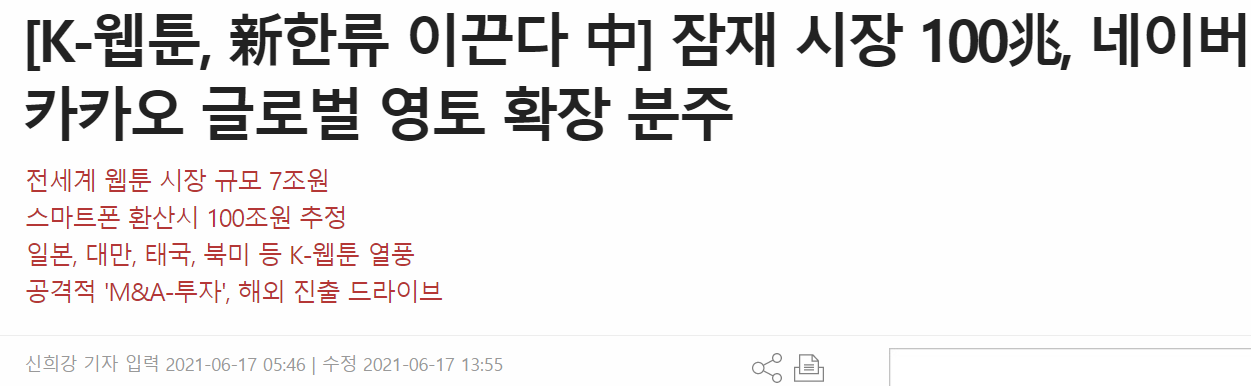 [K-웹툰, 新한류 이끈다 中] 잠재 시장 100兆, 네이버
카카오 글로벌 영토 확장 분주
전세계 웹툰 시장 규모 7조원
스마트폰 환산시 100조원 추정
일본, 대만, 태국, 북미 등 K-웹툰 열풍
공격적 'M&A-투자', 해외 진출 드라이브
신희강 기자 입력 2021-06-17 05:46 | 수정 2021-06-17 13:55